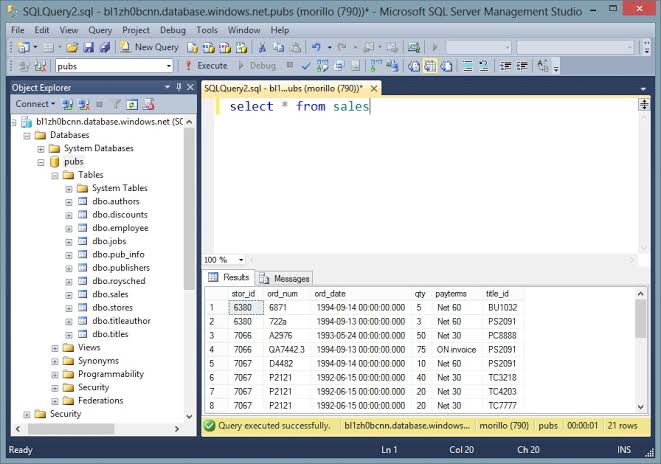 SQLQuery2.sql - bl1zh0bcnn.database.windows.net.pubs (morillo (790))* - Microsoft SQL Server Management Studio
File Edit View Query Project Debug Tools Window Help
New Query
pubs Execute Debug
Object Explorer
Connect
bl1zh0bcnn.database.windows.net (SC
Databases
System Databases
pubs
Tables
System Tables
dbo.authors
dbo.discounts
dbo.employee
dbo.jobs
dbo.pub_info
dbo.publishers
dbo.roysched
dbo.sales
dbo.stores
dbo.titleauthor
dbo.titles
Views
Synonyms
Programmability
Security
Federations
Security
SQLQuery2.sql - bl1...ubs (morillo (790))*
select * from sales
100 %
Results Messages
stor_id ord_num ord_date qty payterms title_id
1 6380 6871 1994-09-14 00:00:00.000 5 Net 60 BU1032
2 6380 722a 1994-09-13 00:00:00.000 3 Net 60 PS2091
3 7066 A2976 1993-05-24 00:00:00.000 50 Net 30 PC8888
4 7066 QA7442.3 1994-09-13 00:00:00.000 75 ON invoice PS2091
5 7067 D4482 1994-09-14 00:00:00.000 10 Net 60 PS2091
6 7067 P2121 1992-06-15 00:00:00.000 40 Net 30 TC3218
7 7067 P2121 1992-06-15 00:00:00.000 20 Net 30 TC4203
8 7067 P2121 1992-06-15 00:00:00.000 20 Net 30 TC7777
Query executed successfully. bl1zh0bcnn.database.windows... morillo (790) pubs 00:00:01 21 rows
Ready Ln 1 Col 20 Ch 20 INS